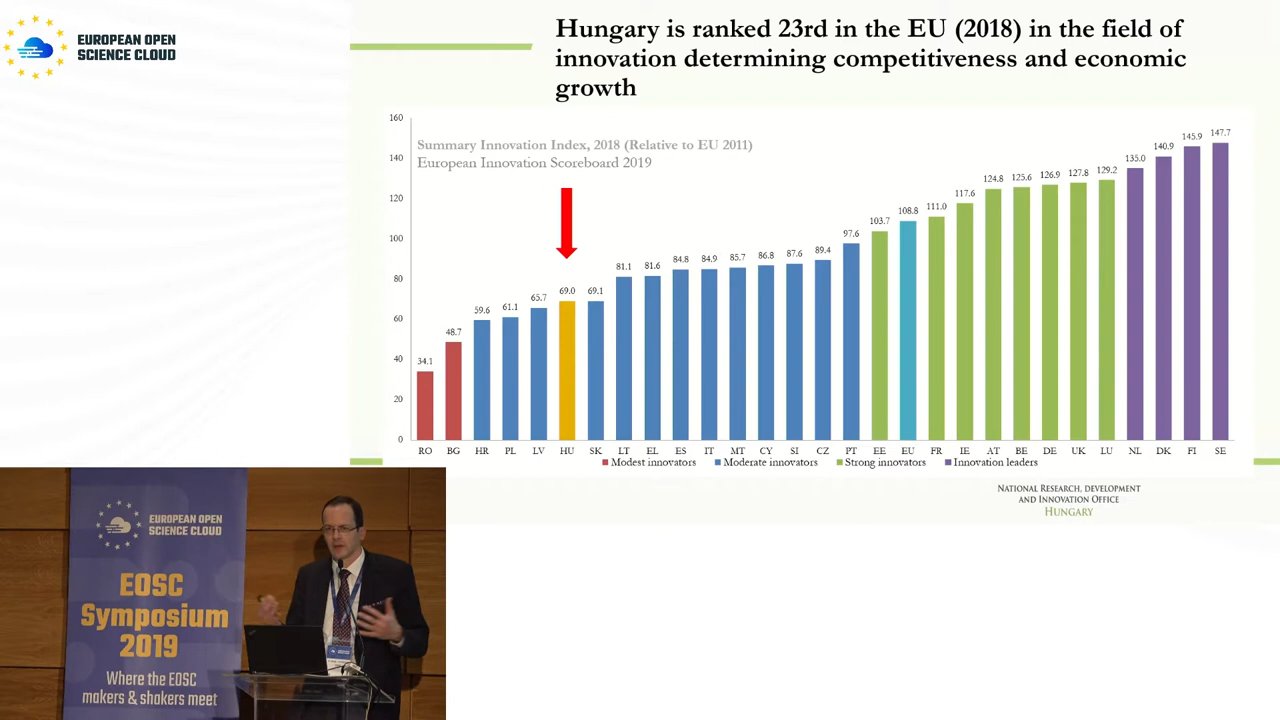 EUROPEAN OPEN
SCIENCE CLOUD
Hungary is ranked 23rd in the EU (2018) in the field of
innovation determining competitiveness and economic
growth
Summary Innovation Index, 2018 (Relative to EU 2011)
European Innovation Scoreboard 2019
160
140
120
100
80
60
40
20
0
34.1
48.7
59.6
61.1
65.7
69.0
69.1
81.1
81.6
84.8
84.9
85.7
86.8
87.6
89.4
97.6
103.7
108.8
111.0
117.6
124.8
125.6
126.9
127.8
129.2
135.0
140.9
145.9
147.7
RO BG HR PL LV HU SK LT EL ES IT MT CY SI CZ PT EE EU FR IE AT BE DE UK LU NL DK FI SE
Modest innovators Moderate innovators Strong innovators Innovation leaders
NATIONAL RESEARCH, DEVELOPMENT
AND INNOVATION OFFICE
HUNGARY
EUROPEAN OPEN
SCIENCE CLOUD
EOSC
Symposium
2019
Where the EOSC
makers & shakers meet